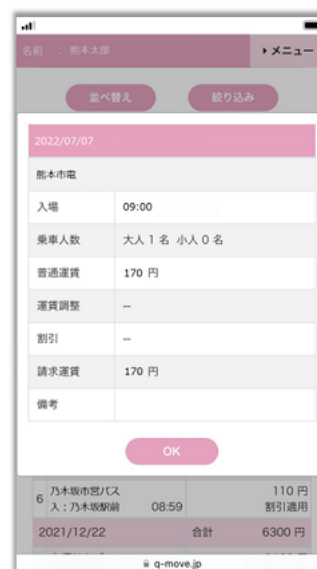 名前 : 熊本太郎
メニュー
並べ替え 絞り込み
2022/07/07
熊本市電
入場 09:00
乗車人数 大人 1 名 小人 0 名
普通運賃 170 円
運賃調整 --
割引 --
請求運賃 170 円
備考
OK
6 乃木坂市営バス 110 円
入 : 乃木坂駅前 08:59 割引適用
2021/12/22 合計 6300 円
q-move.jp